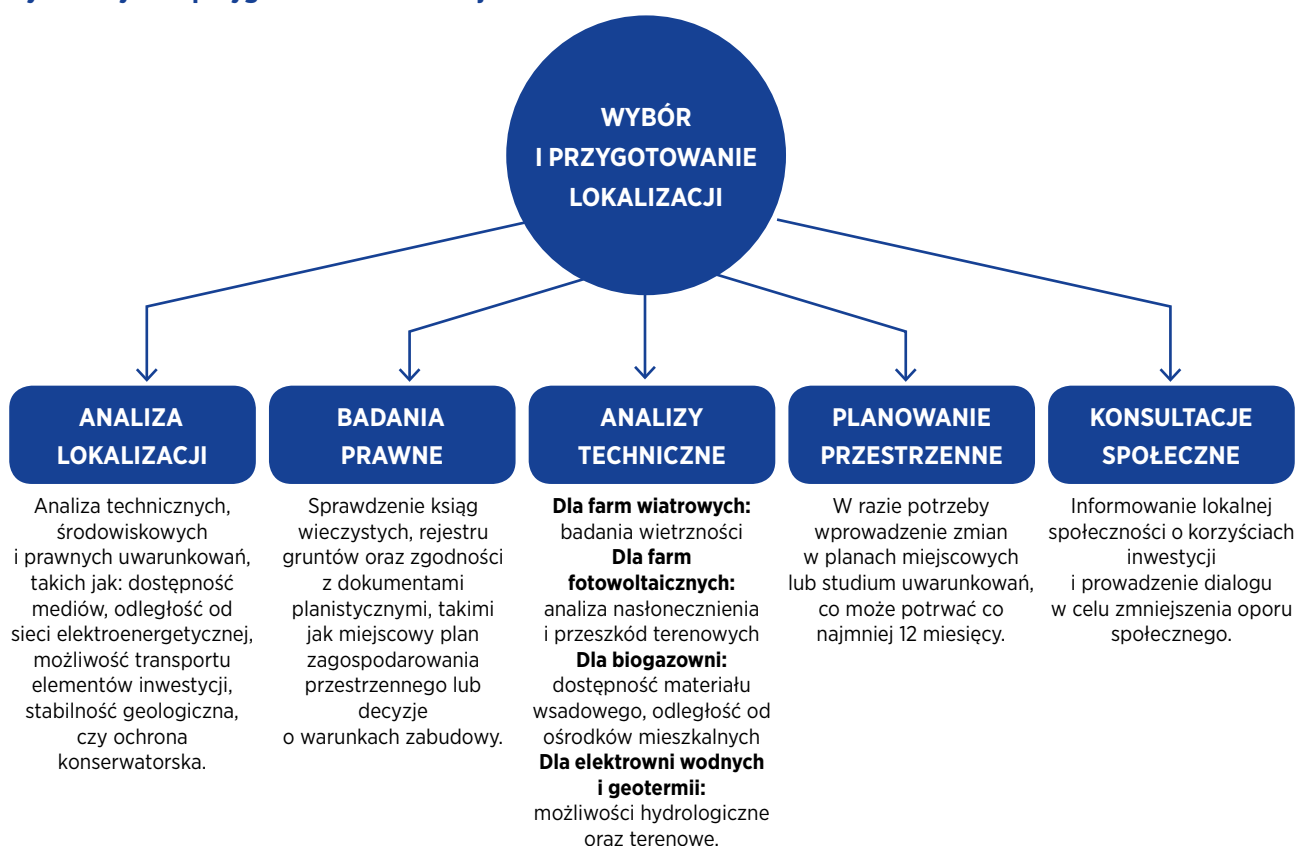 WYBÓR
I PRZYGOTOWANIE
LOKALIZACJI
ANALIZA
LOKALIZACJI
Analiza technicznych,
środowiskowych
i prawnych uwarunkowań,
takich jak: dostępność
mediów, odległość od
sieci elektroenergetycznej,
możliwość transportu
elementów inwestycji,
stabilność geologiczna,
czy ochrona
konserwatorska.
BADANIA
PRAWNE
Sprawdzenie ksiąg
wieczystych, rejestru
gruntów oraz zgodności
z dokumentami
planistycznymi, takimi
jak miejscowy plan
zagospodarowania
przestrzennego lub
decyzje
o warunkach zabudowy.
ANALIZY
TECHNICZNE
Dla farm wiatrowych:
badania wietrzności
Dla farm
fotowoltaicznych:
analiza nasłonecznienia
i przeszkód terenowych
Dla biogazowni:
dostępność materiału
wsadowego, odległość od
ośrodków mieszkalnych
Dla elektrowni wodnych
i geotermii:
możliwości hydrologiczne
oraz terenowe.
PLANOWANIE
PRZESTRZENNE
W razie potrzeby
wprowadzenie zmian
w planach miejscowych
lub studium uwarunkowań,
co może potrwać co
najmniej 12 miesięcy.
KONSULTACJE
SPOŁECZNE
Informowanie lokalnej
społeczności o korzyściach
inwestycji
i prowadzenie dialogu
w celu zmniejszenia oporu
społecznego.